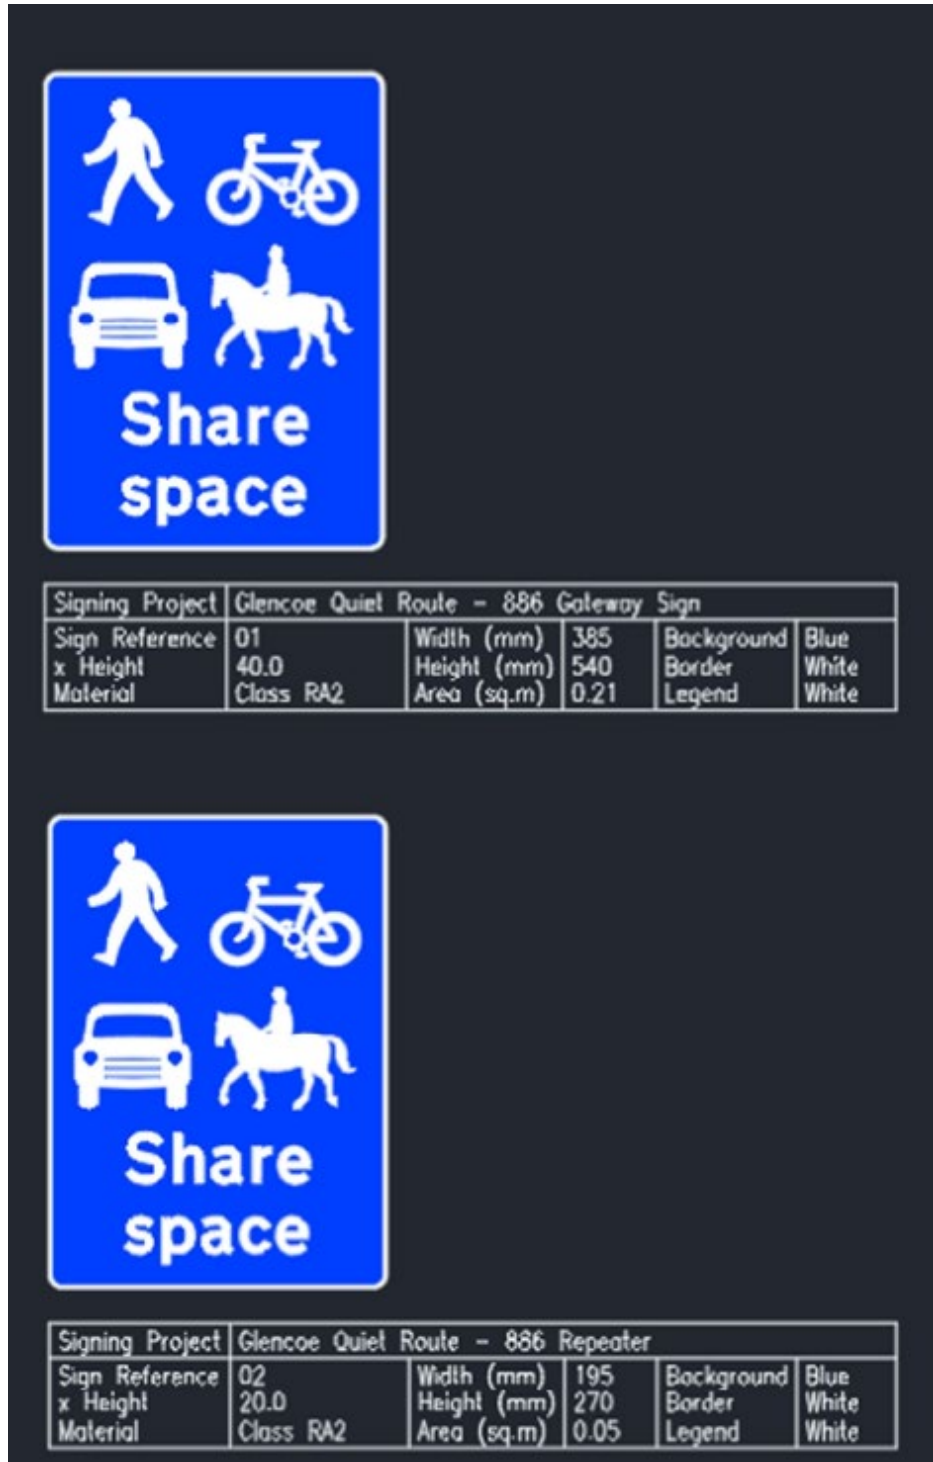 Share
space
Signing Project Glencoe Quiet Route - 886 Gateway Sign
Sign Reference 01 Width (mm) 385 Background Blue
x Height 40.0 Height (mm) 540 Border White
Material Class RA2 Area (sq.m) 0.21 Legend White
Share
space
Signing Project Glencoe Quiet Route - 886 Repeater
Sign Reference 02 Width (mm) 195 Background Blue
x Height 20.0 Height (mm) 270 Border White
Material Class RA2 Area (sq.m) 0.05 Legend White